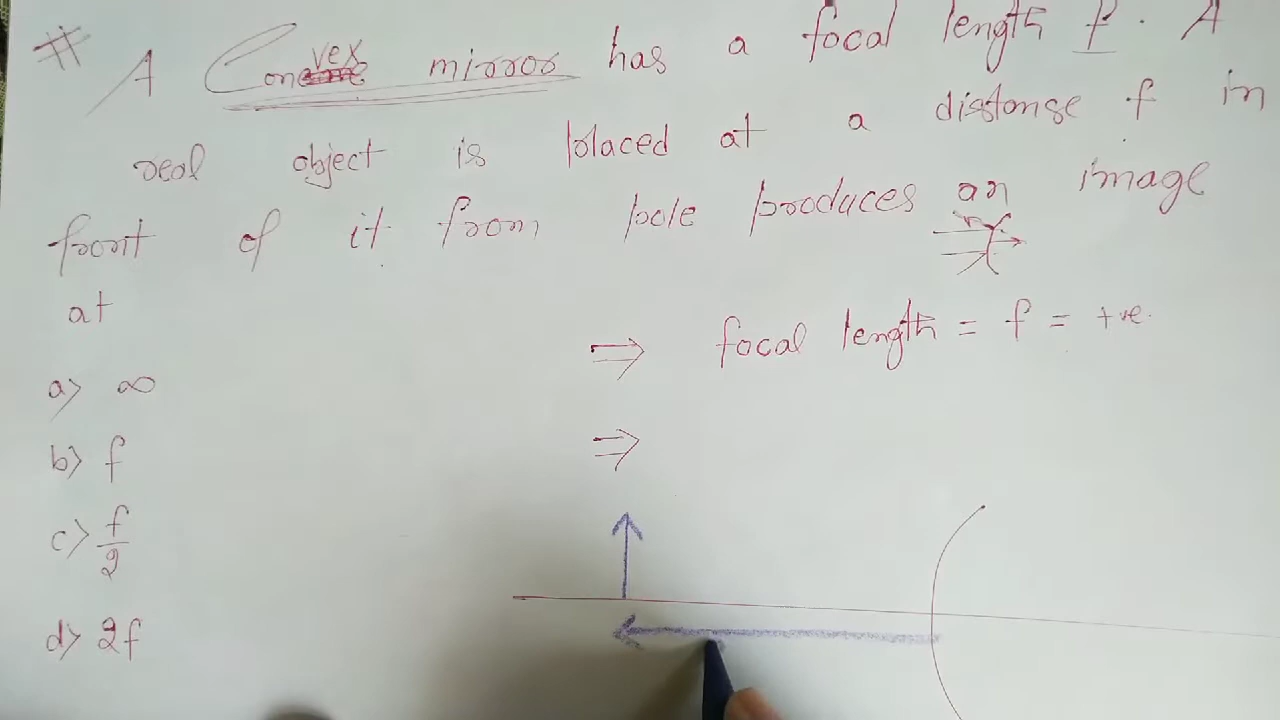 # A Convex mirror has a focal length f. A
real object is placed at a disstonse f in
front of it from pole produces an image
at
⇒ focal length = f = +ve.
a> ∞
⇒
b> f
c> f/2
d> 2f